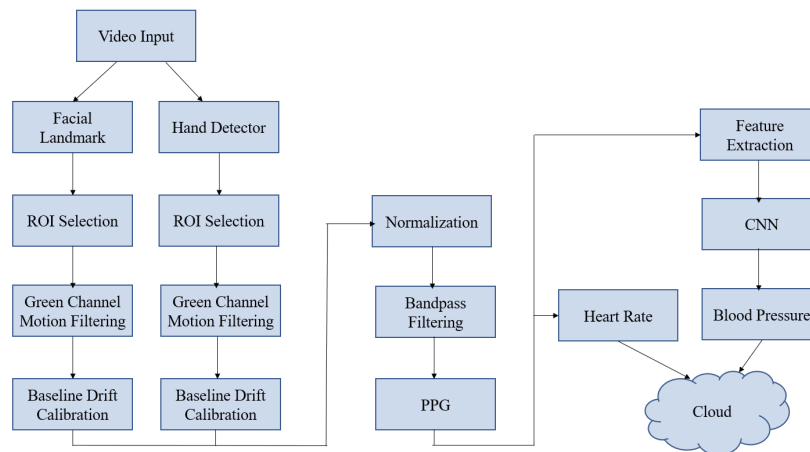 Video Input
Facial
Landmark
Hand Detector
ROI Selection
ROI Selection
Green Channel
Motion Filtering
Green Channel
Motion Filtering
Baseline Drift
Calibration
Baseline Drift
Calibration
Normalization
Bandpass
Filtering
PPG
Feature
Extraction
CNN
Heart Rate
Blood Pressure
Cloud